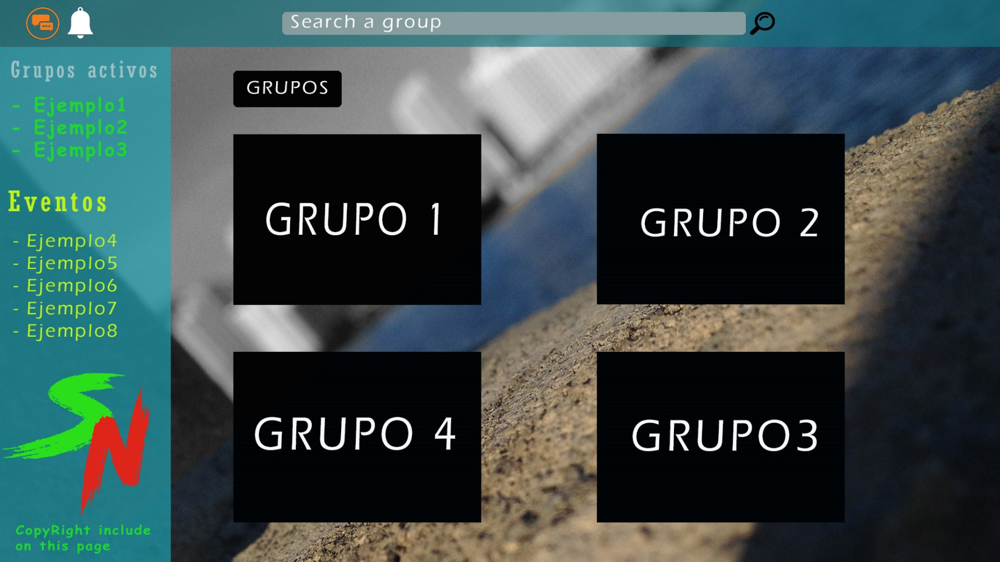 Search a group
Grupos activos
- Ejemplo1
- Ejemplo2
- Ejemplo3
Eventos
- Ejemplo4
- Ejemplo5
- Ejemplo6
- Ejemplo7
- Ejemplo8
SN
CopyRight include
on this page
GRUPOS
GRUPO 1
GRUPO 2
GRUPO 4
GRUPO3